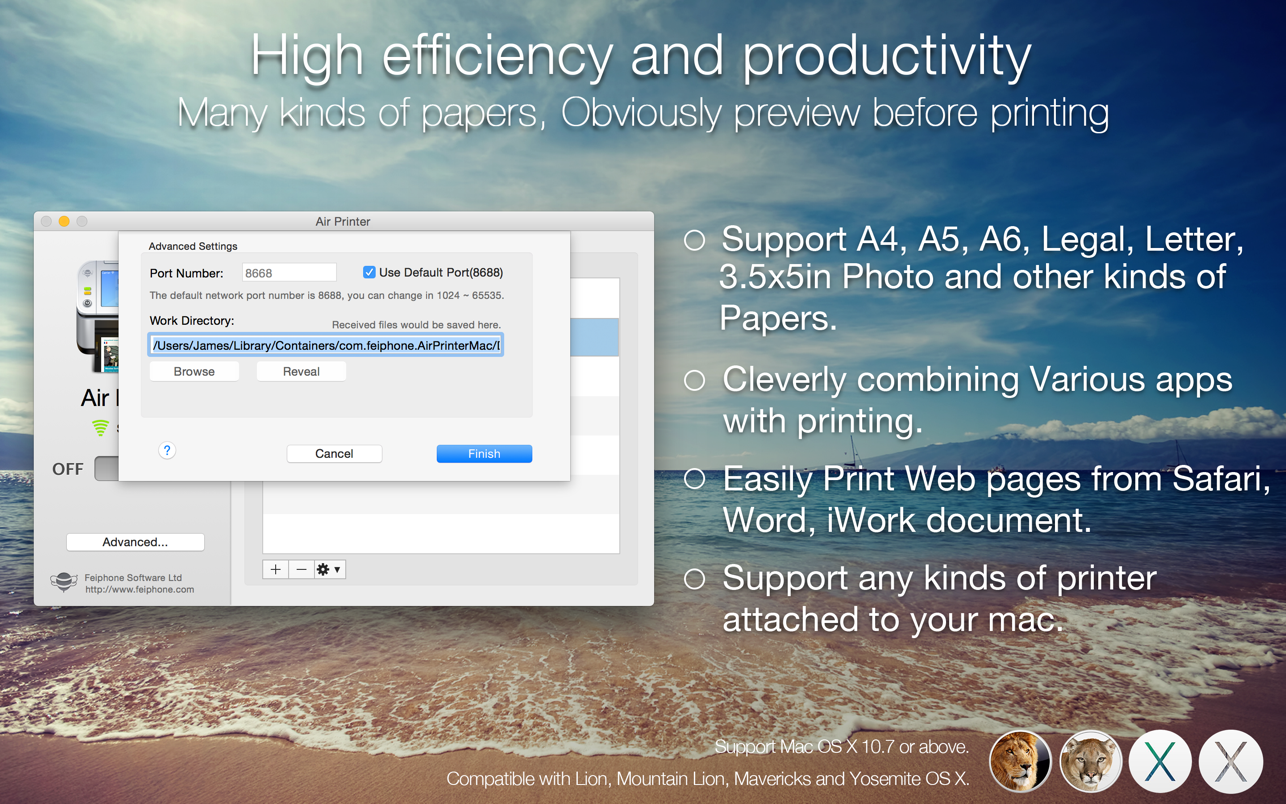 High efficiency and productivity
Many kinds of papers, Obviously preview before printing
Air Printer
Advanced Settings
Port Number:
8668
Use Default Port(8688)
The default network port number is 8688, you can change in 1024 ~ 65535.
Work Directory:
Received files would be saved here.
/Users/James/Library/Containers/com.feiphone.AirPrinterMac/
Browse
Reveal
Air
?
Cancel
Finish
OFF
Advanced...
Feiphone Software Ltd
http://www.feiphone.com
Support A4, A5, A6, Legal, Letter,
3.5x5in Photo and other kinds of
Papers.
Cleverly combining Various apps
with printing.
Easily Print Web pages from Safari,
Word, iWork document.
Support any kinds of printer
attached to your mac.
Support Mac OS X 10.7 or above.
Compatible with Lion, Mountain Lion, Mavericks and Yosemite OS X.
X
X